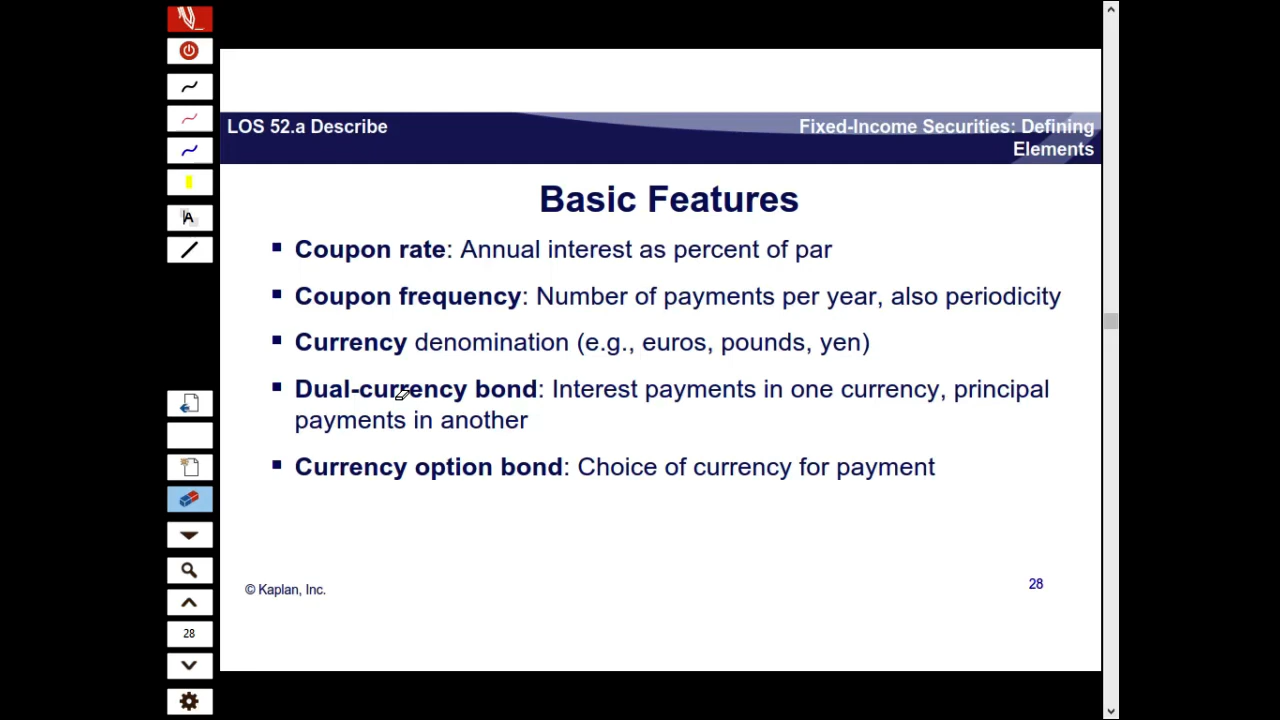 LOS 52.a Describe
Fixed-Income Securities: Defining
Elements
Basic Features
▪ Coupon rate: Annual interest as percent of par
▪ Coupon frequency: Number of payments per year, also periodicity
▪ Currency denomination (e.g., euros, pounds, yen)
▪ Dual-currency bond: Interest payments in one currency, principal
payments in another
▪ Currency option bond: Choice of currency for payment
© Kaplan, Inc.
28
A
28